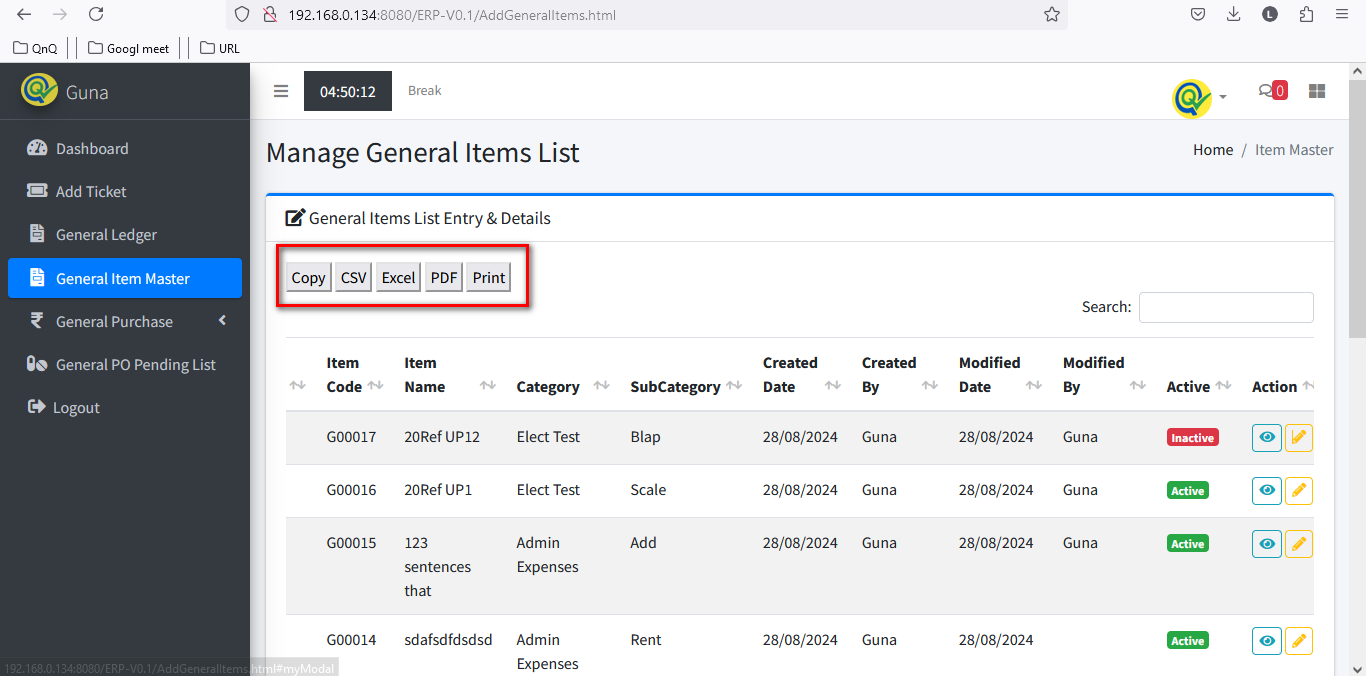 192.168.0.134:8080/ERP-V0.1/AddGeneralItems.html
L
QnQ
Googl meet
URL
Guna
04:50:12
Break
0
Dashboard
Add Ticket
General Ledger
General Item Master
General Purchase
General PO Pending List
Logout
Manage General Items List
Home / Item Master
General Items List Entry & Details
Copy CSV Excel PDF Print
Search:
Item Code Item Name Category SubCategory Created Date Created By Modified Date Modified By Active Action
G00017 20Ref UP12 Elect Test Blap 28/08/2024 Guna 28/08/2024 Guna Inactive
G00016 20Ref UP1 Elect Test Scale 28/08/2024 Guna 28/08/2024 Guna Active
G00015 123 sentences that Admin Expenses Add 28/08/2024 Guna 28/08/2024 Guna Active
G00014 sdafsdfdsdsd Admin Expenses Rent 28/08/2024 Guna 28/08/2024 Active
192.168.0.134:8080/ERP-V0.1/AddGeneralItems.html#myModal